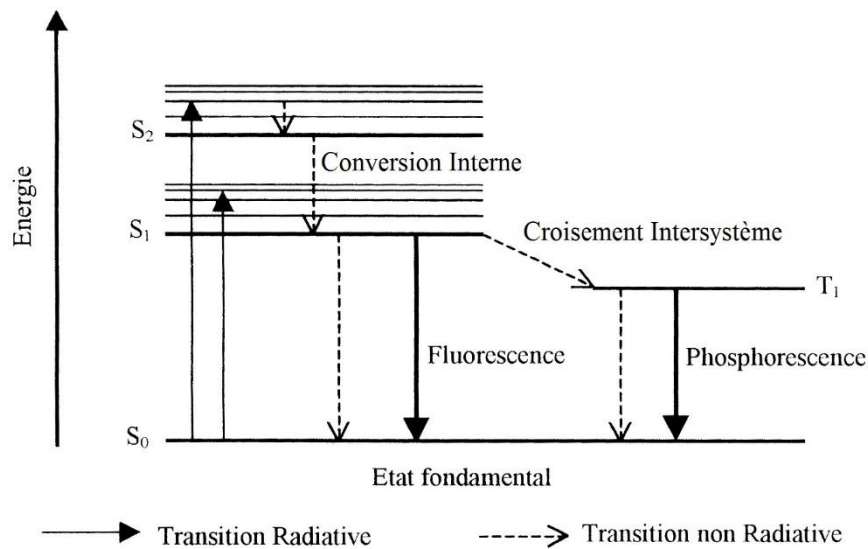 Energie
S2
Conversion Interne
S1
Croisement Intersystème
T1
Fluorescence
Phosphorescence
S0
Etat fondamental
Transition Radiative
Transition non Radiative